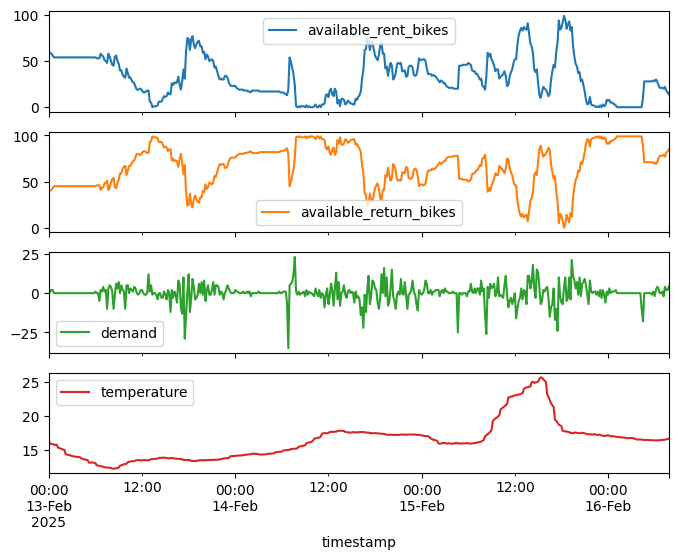 100
50
0
available_rent_bikes
100
50
0
available_return_bikes
25
0
−25
demand
25
20
15
temperature
00:00 12:00 00:00 12:00 00:00 12:00 00:00
13-Feb 14-Feb 15-Feb 16-Feb
2025
timestamp